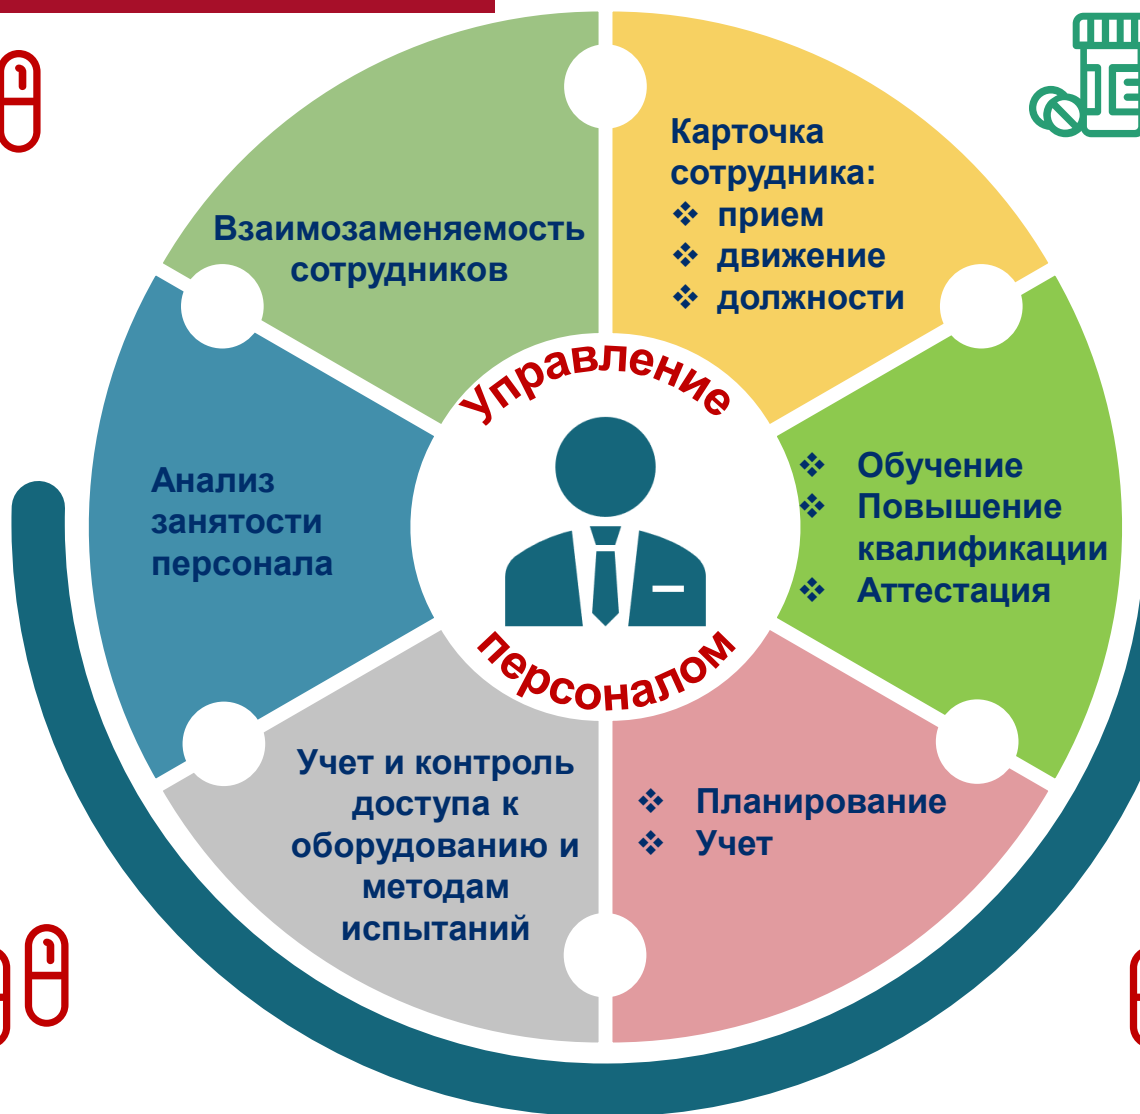 Управление
персоналом
Карточка
сотрудника:
❖ прием
❖ движение
❖ должности
❖ Обучение
❖ Повышение
квалификации
❖ Аттестация
❖ Планирование
❖ Учет
Учет и контроль
доступа к
оборудованию и
методам
испытаний
Анализ
занятости
персонала
Взаимозаменяемость
сотрудников